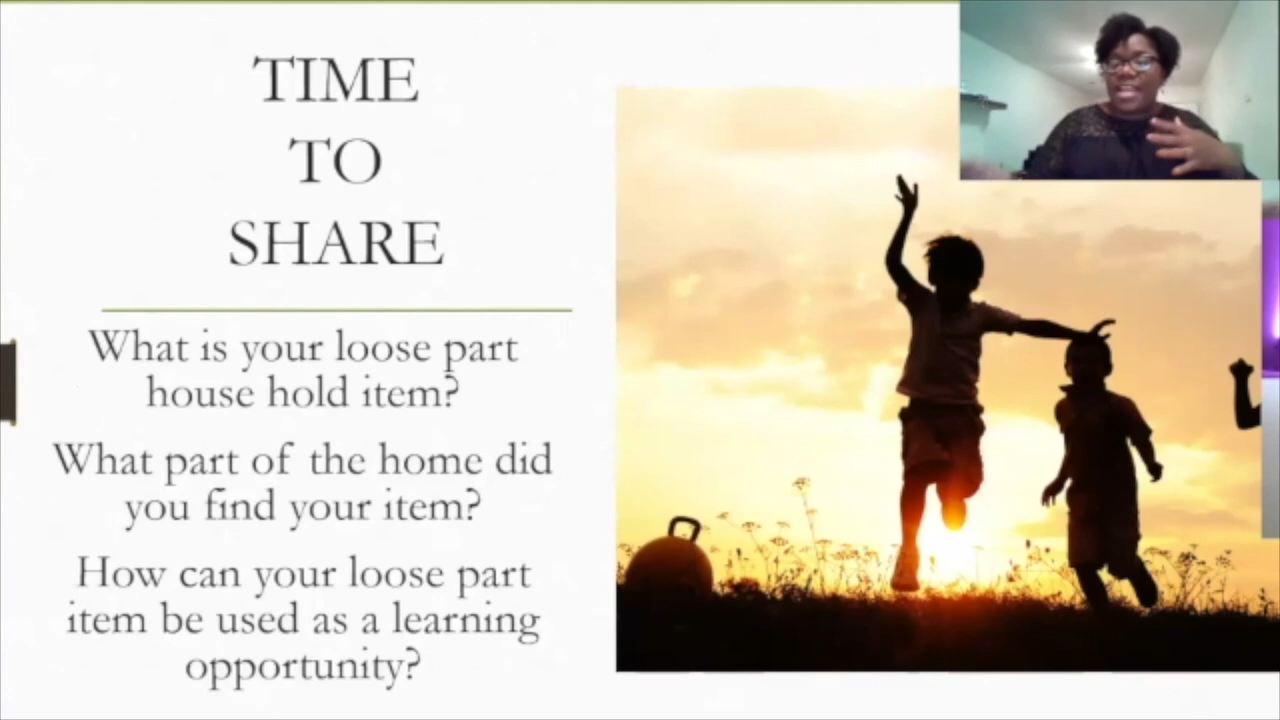 TIME
TO
SHARE
What is your loose part
house hold item?
What part of the home did
you find your item?
How can your loose part
item be used as a learning
opportunity?